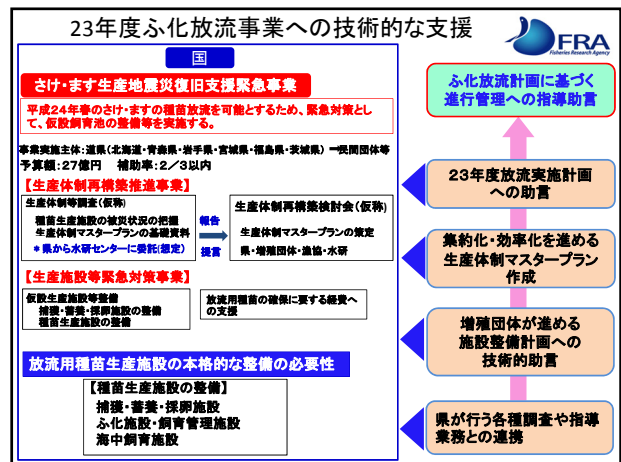 23年度ふ化放流事業への技術的な支援
FRA
Fisheries Research Agency
国
さけ・ます生産地震災復旧支援緊急事業
平成24年春のさけ・ますの種苗放流を可能とするため、緊急対策とし
て、仮設飼育池の整備等を実施する。
事業実施主体:道県(北海道・青森県・岩手県・宮城県・福島県・茨城県) ➡民間団体等
予算額:27億円 補助率:2/3以内
【生産体制再構築推進事業】
生産体制等調査(仮称)
種苗生産施設の被災状況の把握
生産体制マスタープランの基礎資料
*県から水研センターに委託(想定)
報告
提言
生産体制再構築検討会(仮称)
生産体制マスタープランの策定
県・増殖団体・漁協・水研
【生産施設等緊急対策事業】
仮設生産施設等整備
捕獲・蓄養・採卵施設の整備
種苗生産施設の整備
放流用種苗の確保に要する経費へ
の支援
放流用種苗生産施設の本格的な整備の必要性
【種苗生産施設の整備】
捕獲・蓄養・採卵施設
ふ化施設・飼育管理施設
海中飼育施設
ふ化放流計画に基づく
進行管理への指導助言
23年度放流実施計画
への助言
集約化・効率化を進める
生産体制マスタープラン
作成
増殖団体が進める
施設整備計画への
技術的助言
県が行う各種調査や指導
業務との連携